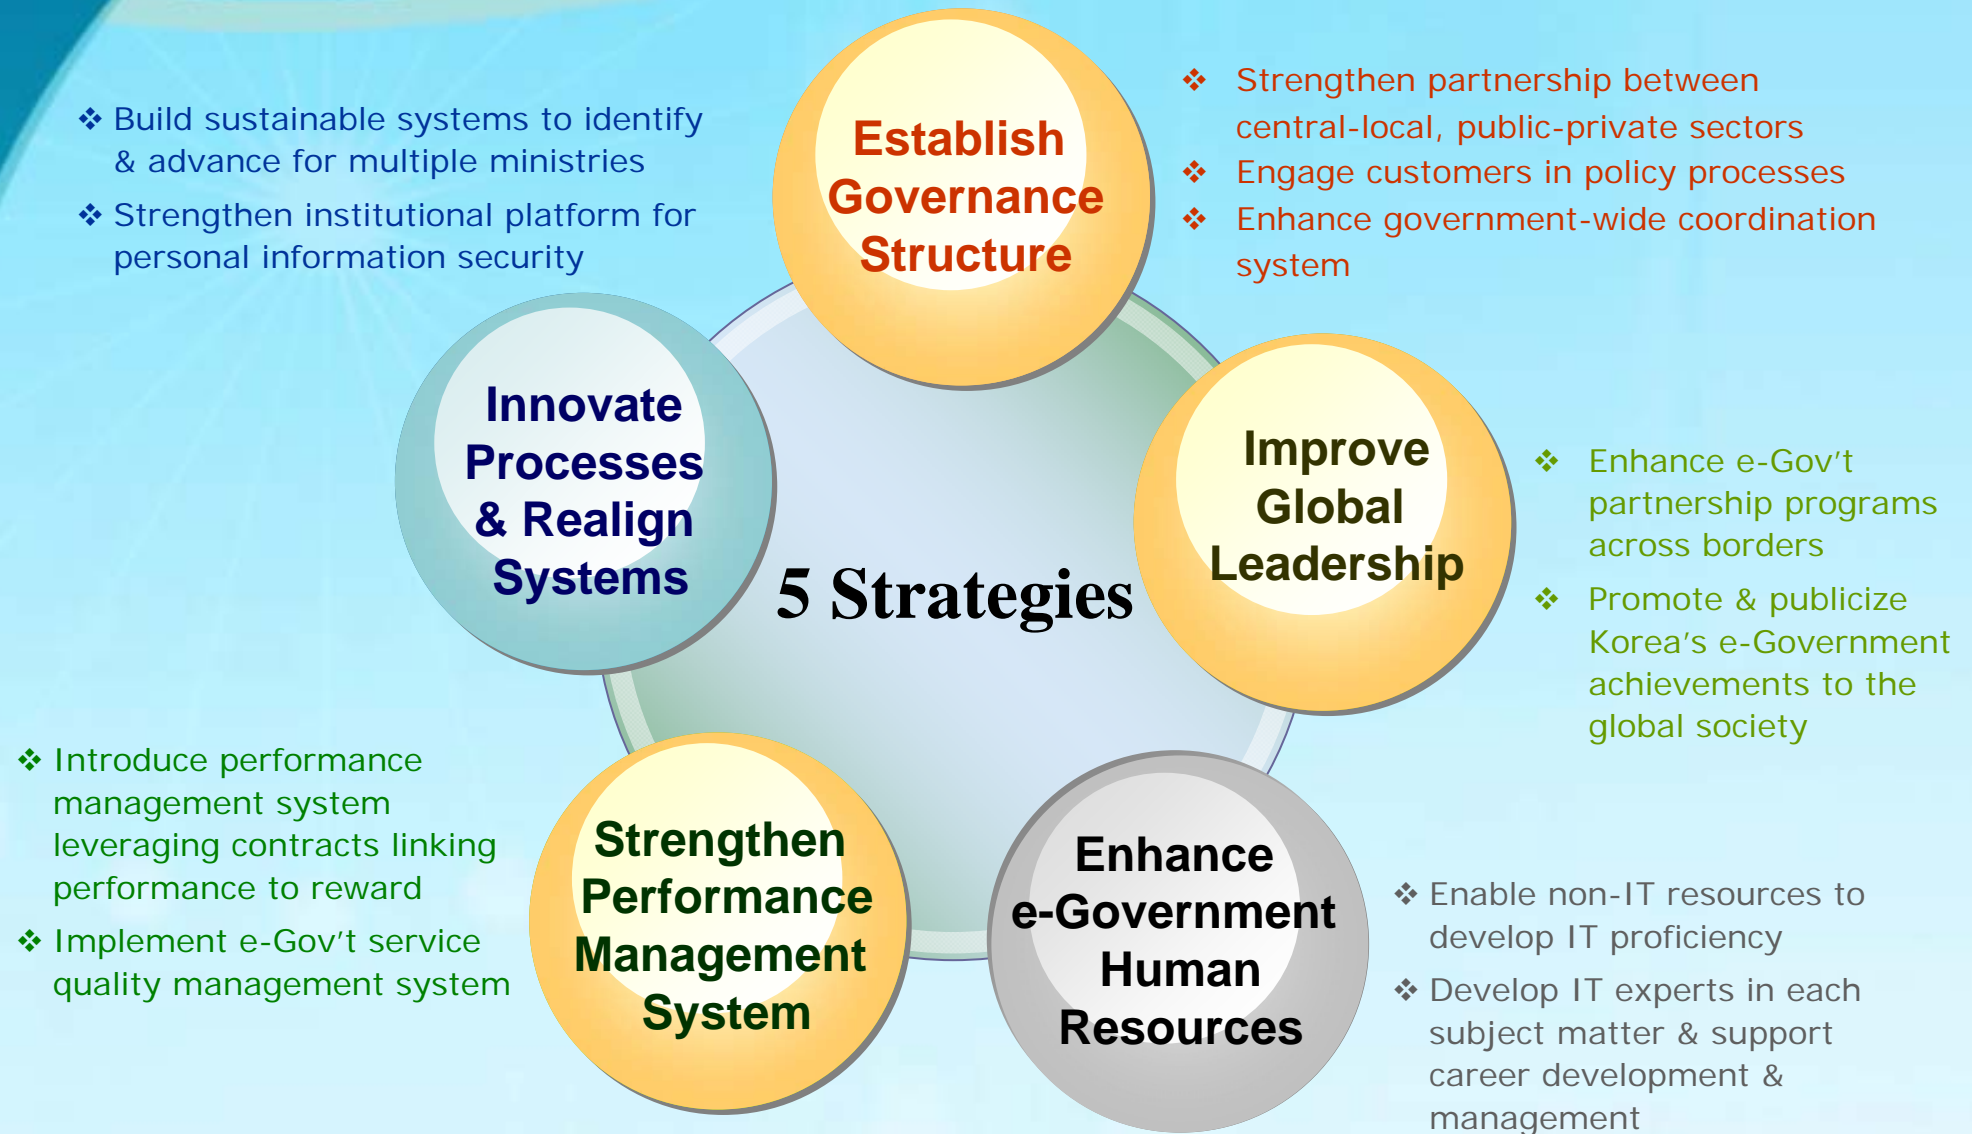 ❖ Build sustainable systems to identify
& advance for multiple ministries
❖ Strengthen institutional platform for
personal information security
Establish
Governance
Structure
❖ Strengthen partnership between
central-local, public-private sectors
❖ Engage customers in policy processes
❖ Enhance government-wide coordination
system
Innovate
Processes
& Realign
Systems
5 Strategies
Improve
Global
Leadership
❖ Enhance e-Gov’t
partnership programs
across borders
❖ Promote & publicize
Korea’s e-Government
achievements to the
global society
❖ Introduce performance
management system
leveraging contracts linking
performance to reward
❖ Implement e-Gov’t service
quality management system
Strengthen
Performance
Management
System
Enhance
e-Government
Human
Resources
❖ Enable non-IT resources to
develop IT proficiency
❖ Develop IT experts in each
subject matter & support
career development &
management